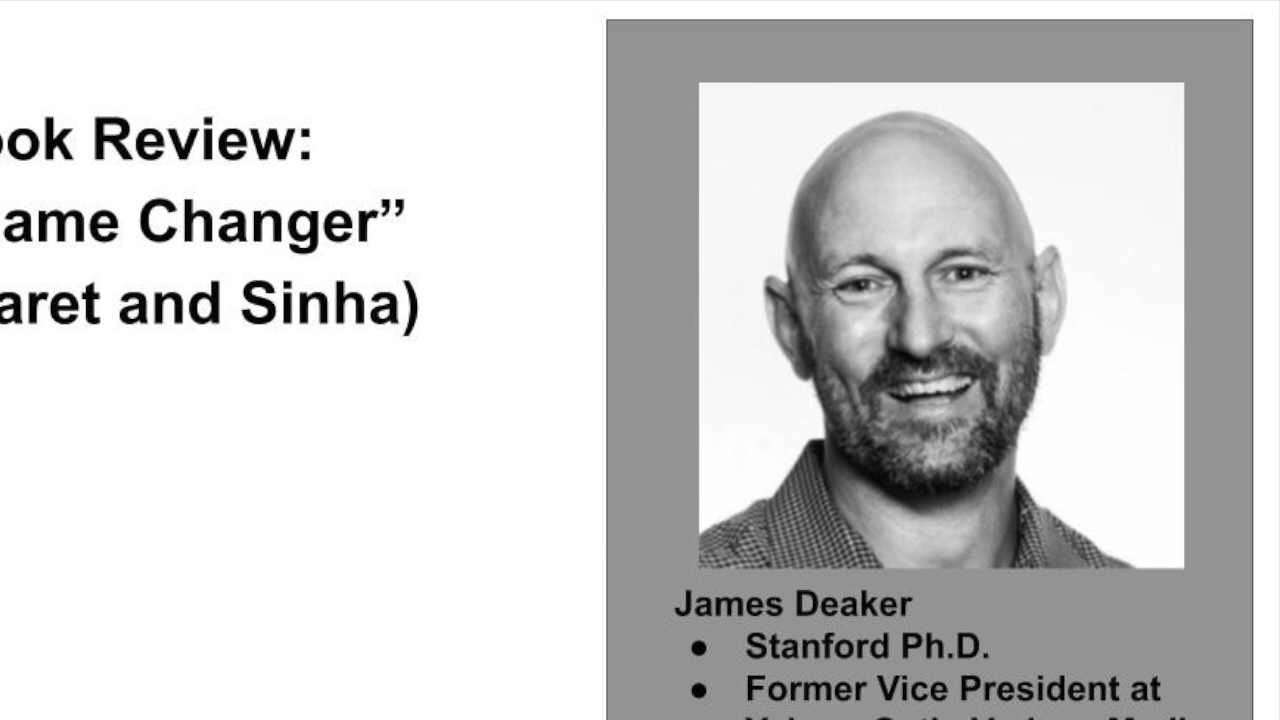 ook Review:
ame Changer”
aret and Sinha)
James Deaker
● Stanford Ph.D.
● Former Vice President at